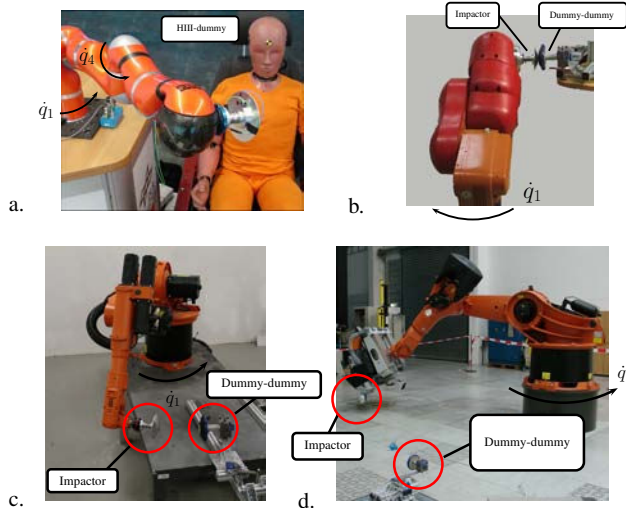 HIII-dummy
q̇4
q̇1
a.
Impactor
Dummy-dummy
q̇1
b.
Dummy-dummy
q̇1
Impactor
c.
q̇
Impactor
Dummy-dummy
d.